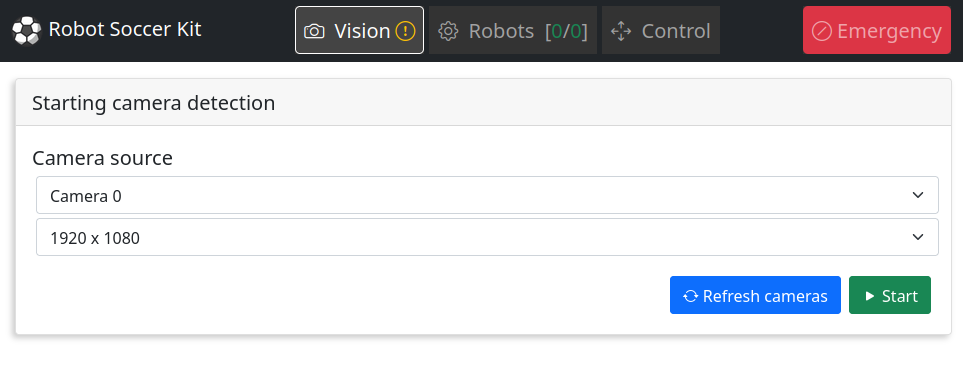 Robot Soccer Kit Vision Robots [0/0] Control Emergency
Starting camera detection
Camera source
Camera 0
1920 x 1080
Refresh cameras Start